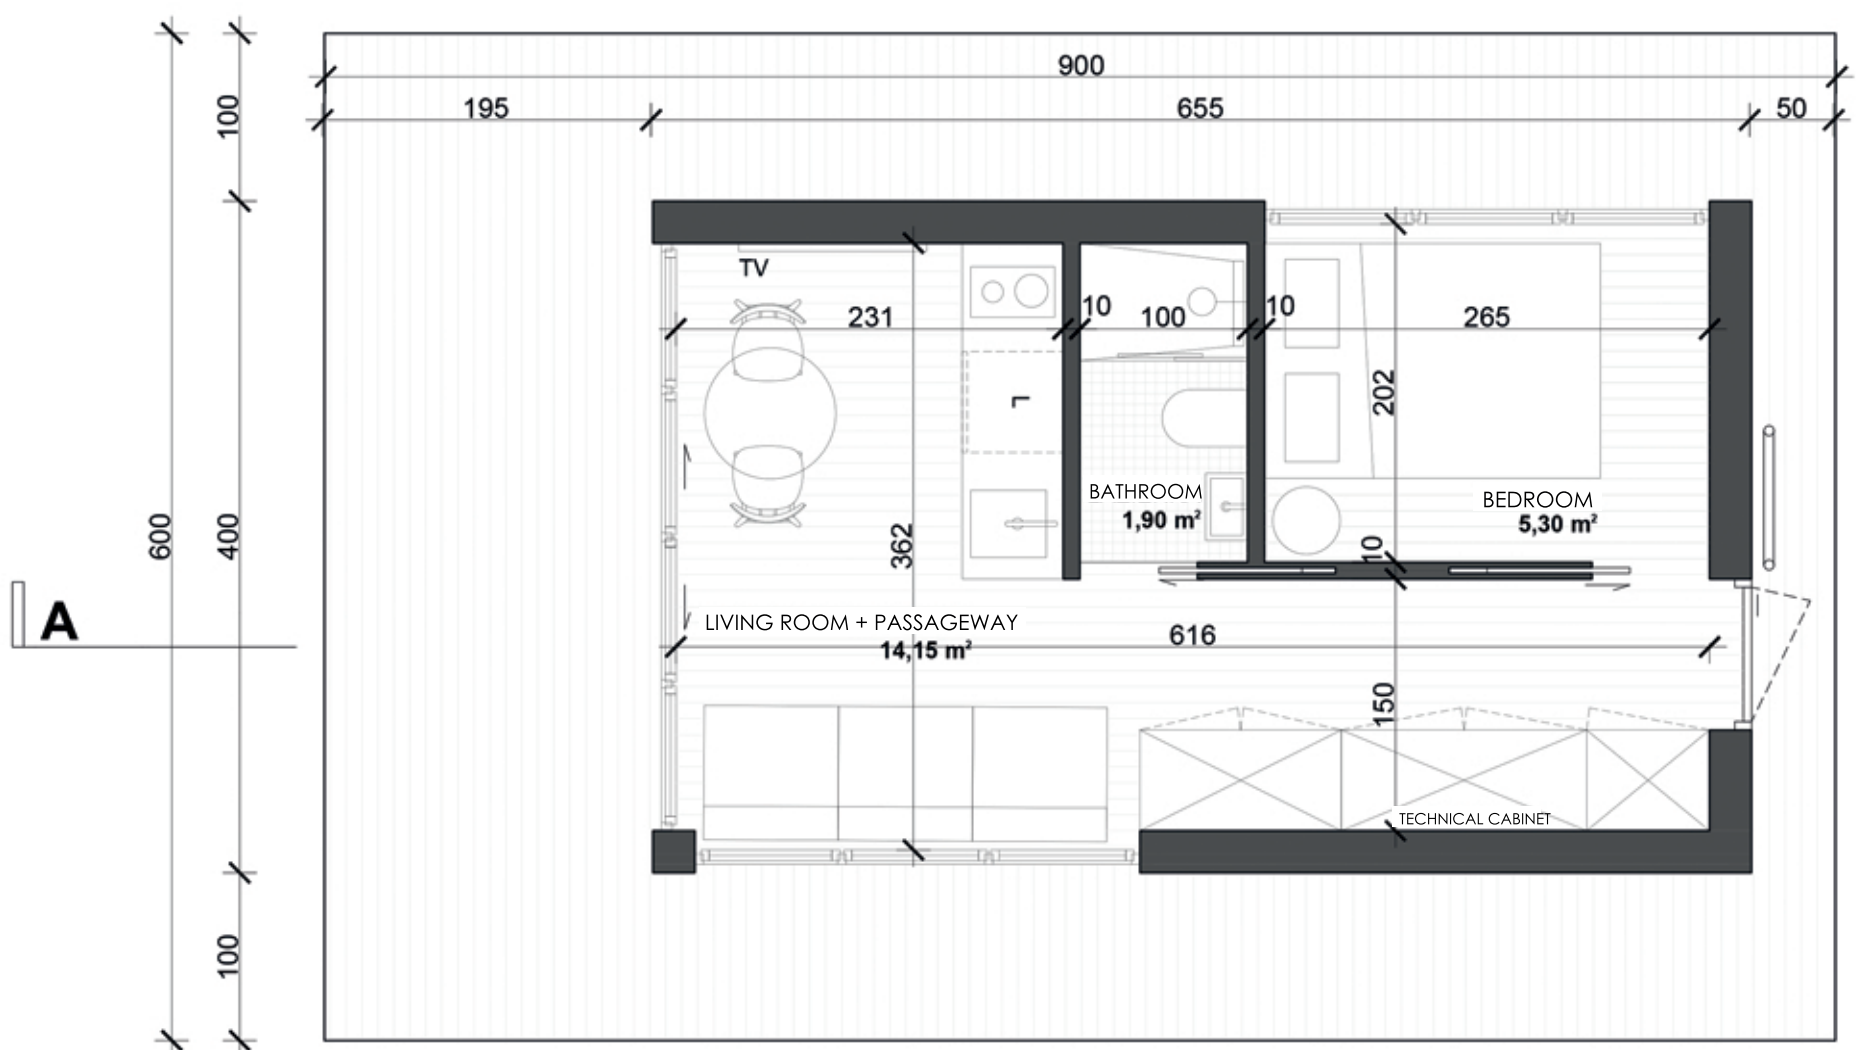 900
195
655
50
100
TV
10
10
231
100
265
202
L
BATHROOM
1,90 m²
BEDROOM
5,30 m²
600
400
362
10
A
LIVING ROOM + PASSAGEWAY
14,15 m²
616
150
TECHNICAL CABINET
100